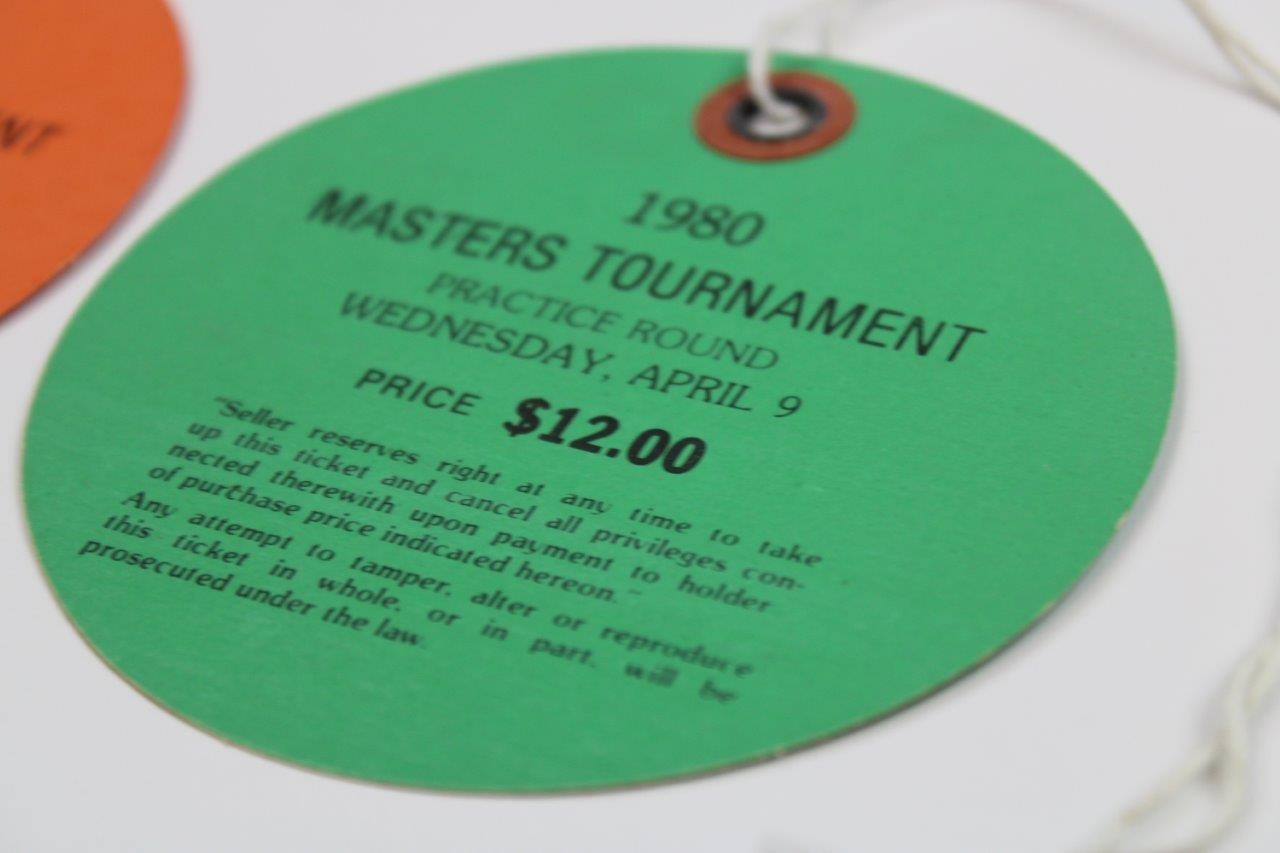 NT
1980
MASTERS TOURNAMENT
PRACTICE ROUND
WEDNESDAY, APRIL 9
PRICE $12.00
"Seller reserves right at any time to take
up this ticket and cancel all privileges con-
nected therewith upon payment to holder
of purchase price indicated hereon."
Any attempt to tamper, alter or reproduce
this ticket in whole, or in part, will be
prosecuted under the law.